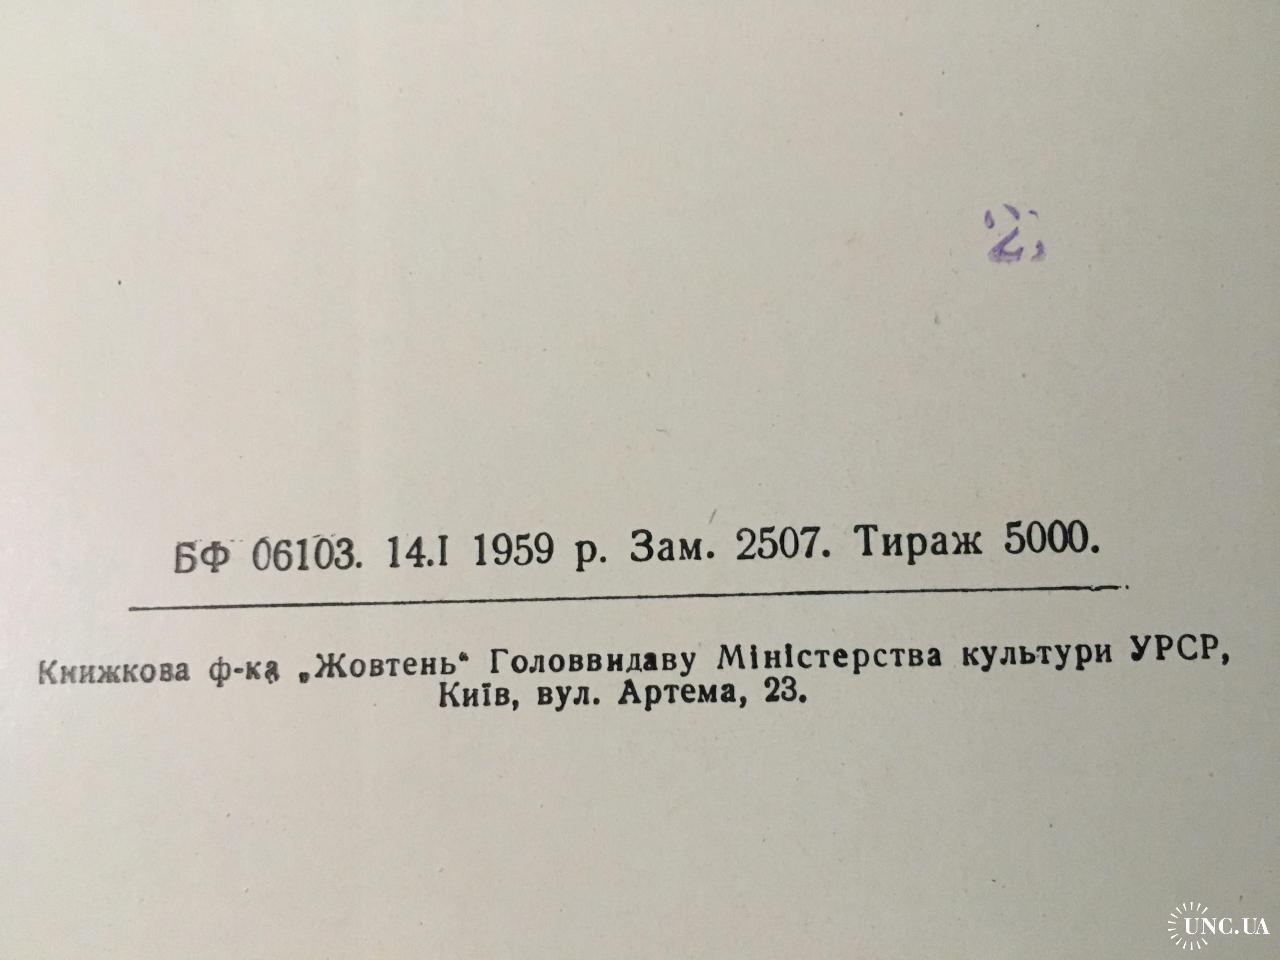 2
БФ 06103. 14.I 1959 р. Зам. 2507. Тираж 5000.
Книжкова ф-ка „Жовтень“ Головвидаву Міністерства культури УРСР,
Київ, вул. Артема, 23.
UNC.UA